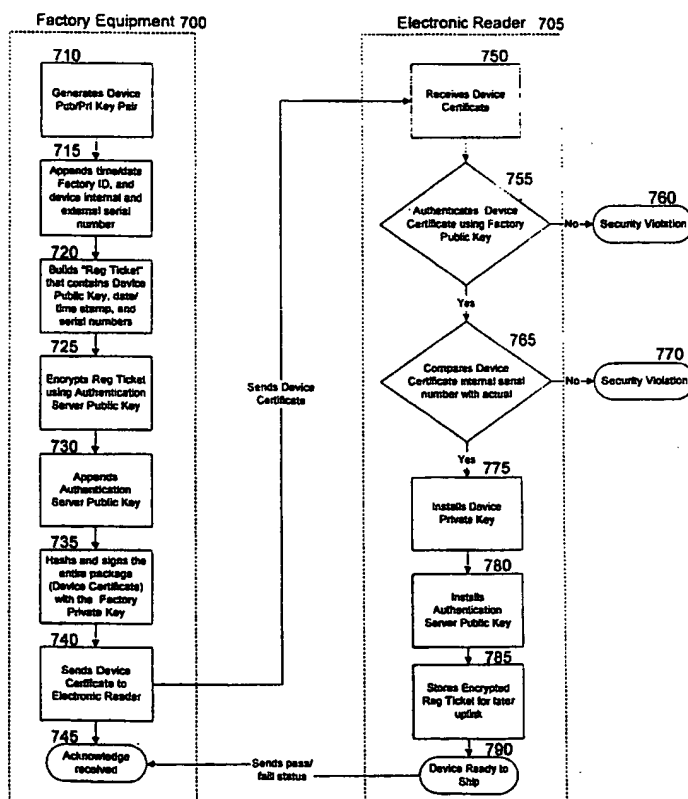 Factory Equipment 700
710
Generates Device
Pub/Pri Key Pair
715
Appends time/date
Factory ID, and
device internal and
external serial
number
720
Builds "Reg Ticket"
that contains Device
Public Key, date/
time stamp, and
serial numbers
725
Encrypts Reg Ticket
using Authentication
Server Public Key
730
Appends
Authentication
Server Public Key
735
Hashs and signs the
entire package
(Device Certificate)
with the Factory
Private Key
740
Sends Device
Certificate to
Electronic Reader
745
Acknowledge
received
Sends Device
Certificate
Sends pass/
fail status
Electronic Reader 705
750
Receives Device
Certificate
755
Authenticates Device
Certificate using Factory
Public Key
No
760
Security Violation
Yes
765
Compares Device
Certificate internal serial
number with actual
No
770
Security Violation
Yes
775
Installs Device
Private Key
780
Installs
Authentication
Server Public Key
785
Stores Encrypted
Reg Ticket for later
uplink
790
Device Ready to
Ship